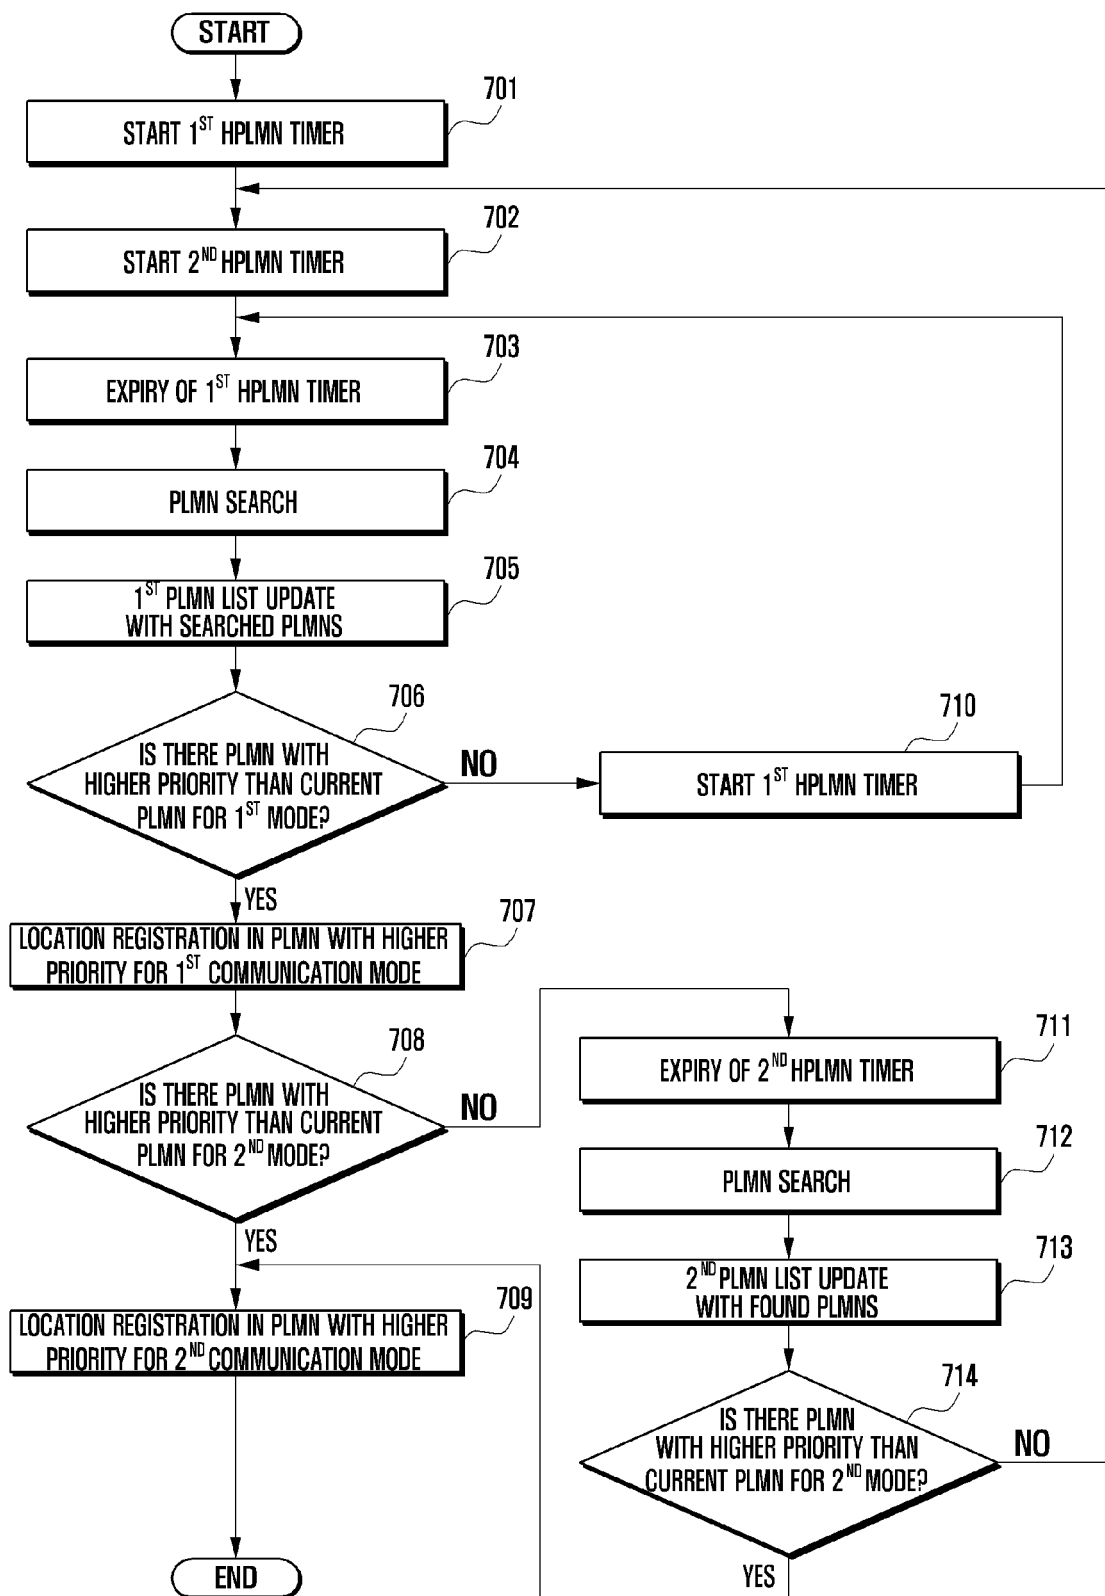 START
701
START 1ST HPLMN TIMER
702
START 2ND HPLMN TIMER
703
EXPIRY OF 1ST HPLMN TIMER
704
PLMN SEARCH
705
1ST PLMN LIST UPDATE
WITH SEARCHED PLMNS
706
IS THERE PLMN WITH
HIGHER PRIORITY THAN CURRENT
PLMN FOR 1ST MODE?
NO
710
START 1ST HPLMN TIMER
YES
707
LOCATION REGISTRATION IN PLMN WITH HIGHER
PRIORITY FOR 1ST COMMUNICATION MODE
708
IS THERE PLMN WITH
HIGHER PRIORITY THAN CURRENT
PLMN FOR 2ND MODE?
NO
711
EXPIRY OF 2ND HPLMN TIMER
712
PLMN SEARCH
YES
713
2ND PLMN LIST UPDATE
WITH FOUND PLMNS
709
LOCATION REGISTRATION IN PLMN WITH HIGHER
PRIORITY FOR 2ND COMMUNICATION MODE
714
IS THERE PLMN
WITH HIGHER PRIORITY THAN
CURRENT PLMN FOR 2ND MODE?
NO
YES
END